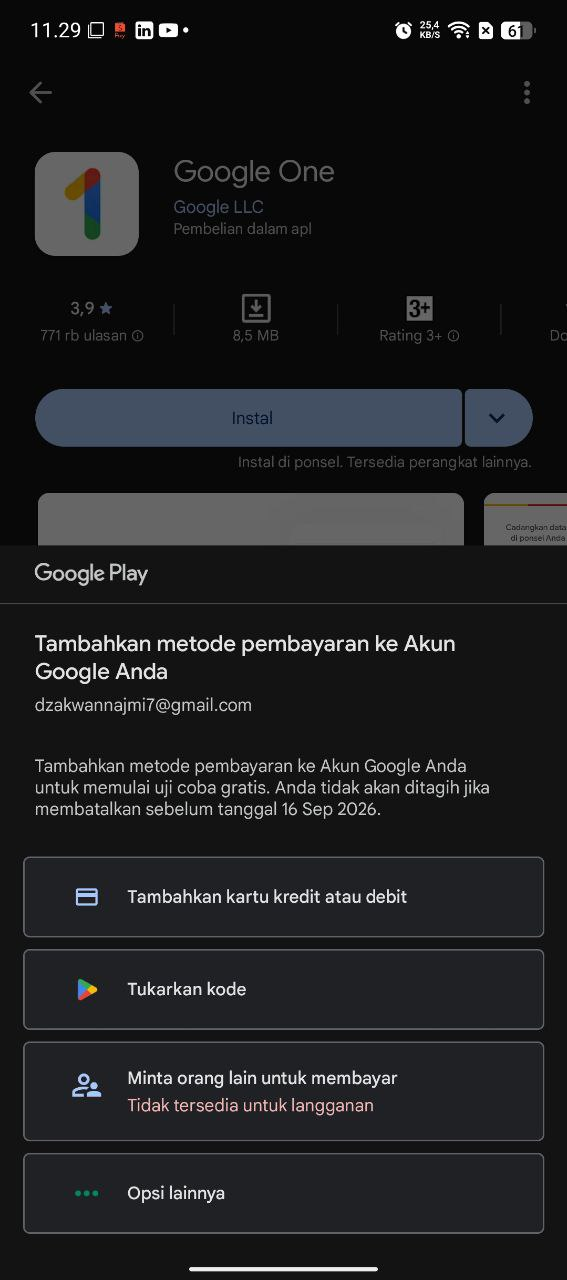 11.29
25,4
KB/S
61
Google One
Google LLC
Pembelian dalam apl
3,9 ★
771 rb ulasan
8,5 MB
3+
Rating 3+
Do
Instal
Instal di ponsel. Tersedia perangkat lainnya.
Cadangkan data
di ponsel Anda
Google Play
Tambahkan metode pembayaran ke Akun
Google Anda
dzakwannajmi7@gmail.com
Tambahkan metode pembayaran ke Akun Google Anda
untuk memulai uji coba gratis. Anda tidak akan ditagih jika
membatalkan sebelum tanggal 16 Sep 2026.
Tambahkan kartu kredit atau debit
Tukarkan kode
Minta orang lain untuk membayar
Tidak tersedia untuk langganan
Opsi lainnya